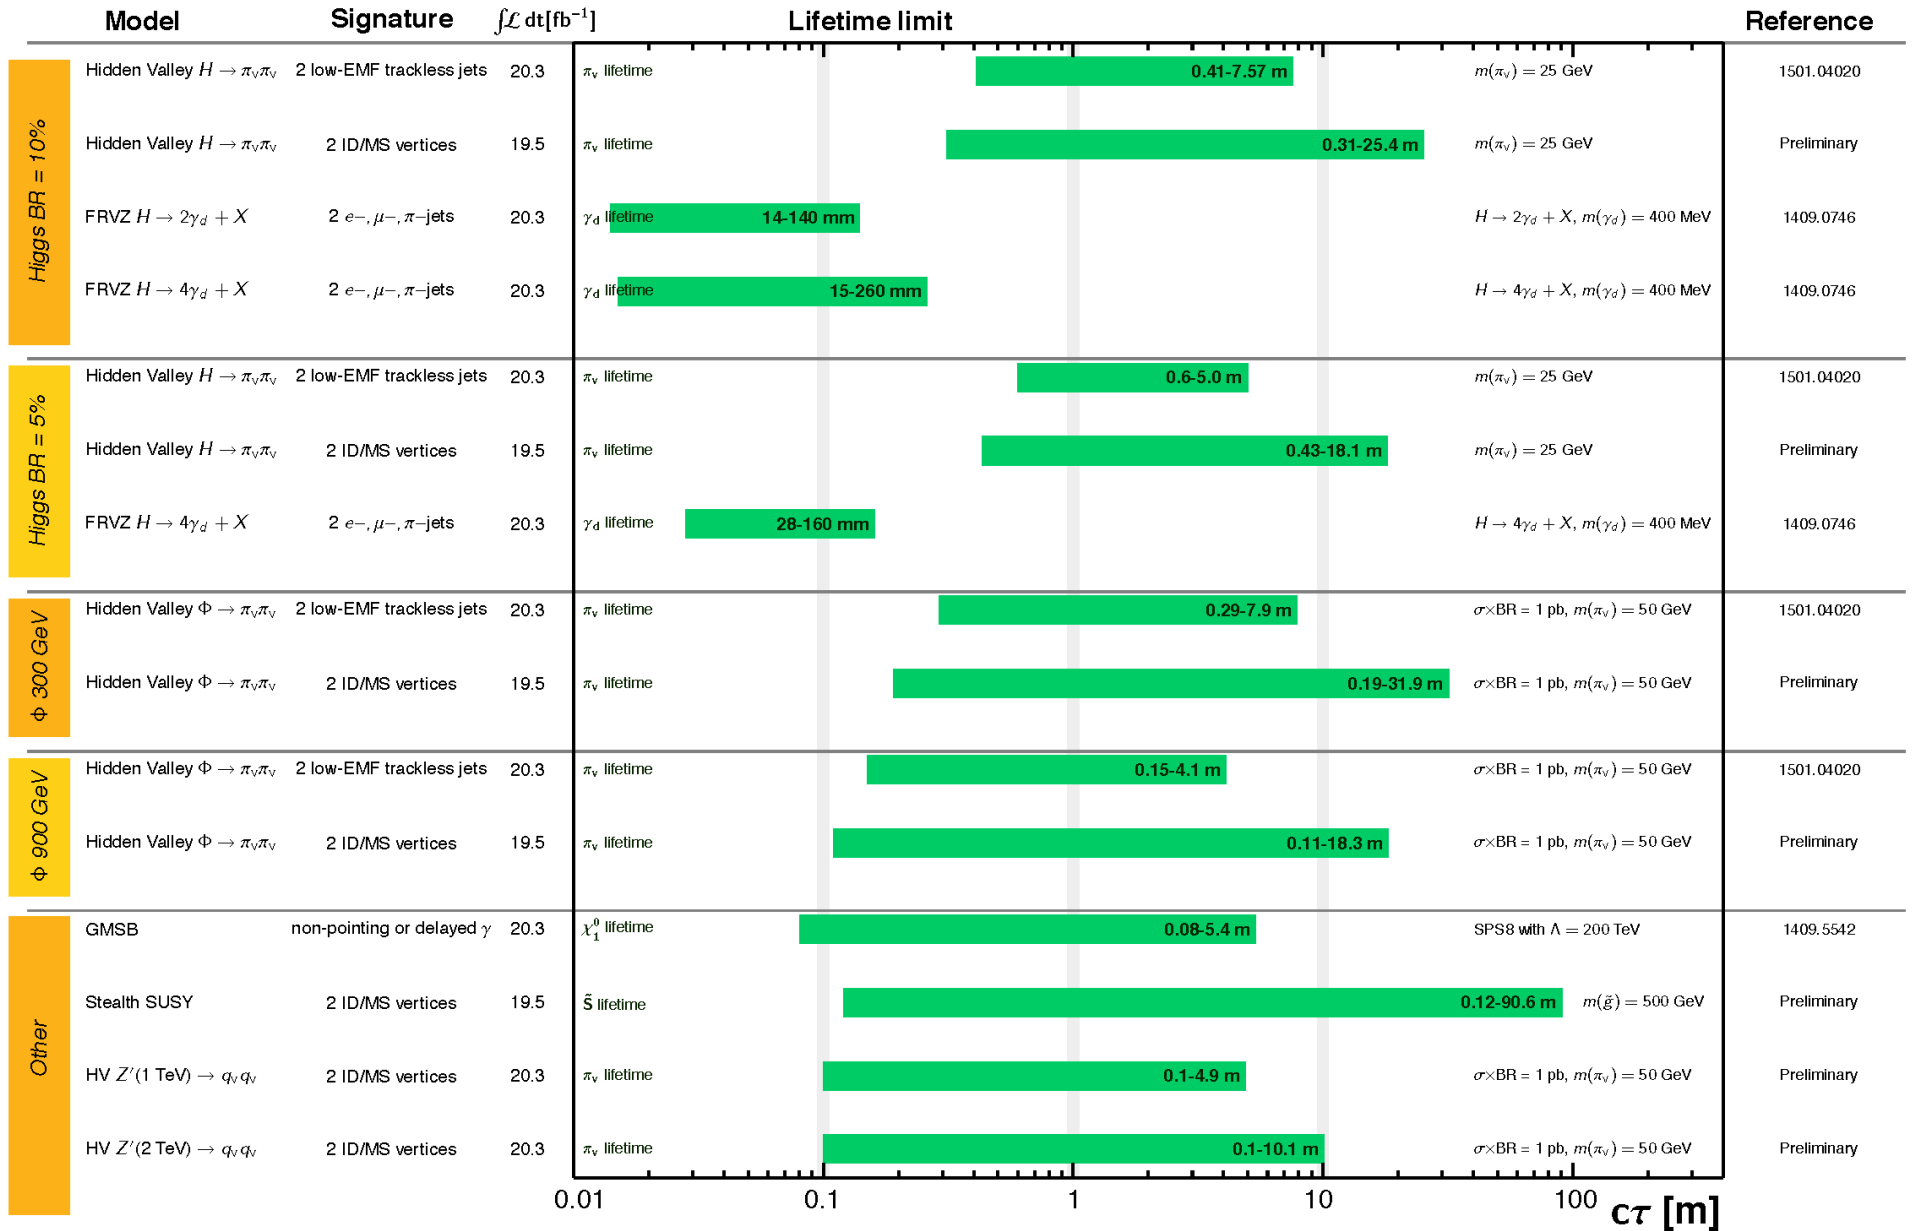 Model Signature ∫ℒ dt[fb⁻¹] Lifetime limit Reference
Higgs BR = 10%
Hidden Valley H → πᵥπᵥ 2 low-EMF trackless jets 20.3 πᵥ lifetime 0.41-7.57 m m(πᵥ) = 25 GeV 1501.04020
Hidden Valley H → πᵥπᵥ 2 ID/MS vertices 19.5 πᵥ lifetime 0.31-25.4 m m(πᵥ) = 25 GeV Preliminary
FRVZ H → 2γ_d + X 2 e−, μ−, π−jets 20.3 γ_d lifetime 14-140 mm H → 2γ_d + X, m(γ_d) = 400 MeV 1409.0746
FRVZ H → 4γ_d + X 2 e−, μ−, π−jets 20.3 γ_d lifetime 15-260 mm H → 4γ_d + X, m(γ_d) = 400 MeV 1409.0746
Higgs BR = 5%
Hidden Valley H → πᵥπᵥ 2 low-EMF trackless jets 20.3 πᵥ lifetime 0.6-5.0 m m(πᵥ) = 25 GeV 1501.04020
Hidden Valley H → πᵥπᵥ 2 ID/MS vertices 19.5 πᵥ lifetime 0.43-18.1 m m(πᵥ) = 25 GeV Preliminary
FRVZ H → 4γ_d + X 2 e−, μ−, π−jets 20.3 γ_d lifetime 28-160 mm H → 4γ_d + X, m(γ_d) = 400 MeV 1409.0746
Φ 300 GeV
Hidden Valley Φ → πᵥπᵥ 2 low-EMF trackless jets 20.3 πᵥ lifetime 0.29-7.9 m σ×BR = 1 pb, m(πᵥ) = 50 GeV 1501.04020
Hidden Valley Φ → πᵥπᵥ 2 ID/MS vertices 19.5 πᵥ lifetime 0.19-31.9 m σ×BR = 1 pb, m(πᵥ) = 50 GeV Preliminary
Φ 900 GeV
Hidden Valley Φ → πᵥπᵥ 2 low-EMF trackless jets 20.3 πᵥ lifetime 0.15-4.1 m σ×BR = 1 pb, m(πᵥ) = 50 GeV 1501.04020
Hidden Valley Φ → πᵥπᵥ 2 ID/MS vertices 19.5 πᵥ lifetime 0.11-18.3 m σ×BR = 1 pb, m(πᵥ) = 50 GeV Preliminary
Other
GMSB non-pointing or delayed γ 20.3 χ₁⁰ lifetime 0.08-5.4 m SPS8 with Λ = 200 TeV 1409.5542
Stealth SUSY 2 ID/MS vertices 19.5 S̃ lifetime 0.12-90.6 m m(g̃) = 500 GeV Preliminary
HV Z′(1 TeV) → qᵥqᵥ 2 ID/MS vertices 20.3 πᵥ lifetime 0.1-4.9 m σ×BR = 1 pb, m(πᵥ) = 50 GeV Preliminary
HV Z′(2 TeV) → qᵥqᵥ 2 ID/MS vertices 20.3 πᵥ lifetime 0.1-10.1 m σ×BR = 1 pb, m(πᵥ) = 50 GeV Preliminary
0.01 0.1 1 10 100
cτ [m]